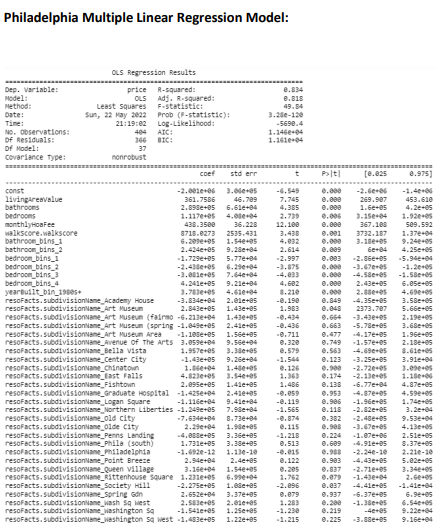 Philadelphia Multiple Linear Regression Model:
OLS Regression Results
Dep. Variable: price R-squared: 0.834
Model: OLS Adj. R-squared: 0.818
Method: Least Squares F-statistic: 49.84
Date: Sun, 22 May 2022 Prob (F-statistic): 3.28e-120
Time: 21:19:02 Log-Likelihood: -5690.4
No. Observations: 404 AIC: 1.146e+04
Df Residuals: 366 BIC: 1.161e+04
Df Model: 37
Covariance Type: nonrobust
coef std err t P>|t| [0.025 0.975]
const -2.001e+06 3.06e+05 -6.549 0.000 -2.6e+06 -1.4e+06
livingAreaValue 361.7586 46.709 7.745 0.000 269.907 453.610
bathrooms 2.898e+05 6.61e+04 4.385 0.000 1.6e+05 4.2e+05
bedrooms 1.117e+05 4.08e+04 2.739 0.006 3.15e+04 1.92e+05
monthlyHoaFee 438.3500 36.228 12.100 0.000 367.108 509.592
walkScore.walkscore 8718.0273 2535.431 3.438 0.001 3732.187 1.37e+04
bathroom_bins_1 6.209e+05 1.54e+05 4.032 0.000 3.18e+05 9.24e+05
bathroom_bins_2 2.424e+05 9.28e+04 2.614 0.009 6e+04 4.25e+05
bedroom_bins_1 -1.729e+05 5.77e+04 -2.997 0.003 -2.86e+05 -5.94e+04
bedroom_bins_2 -2.438e+05 6.29e+04 -3.875 0.000 -3.67e+05 -1.2e+05
bedroom_bins_3 -3.081e+05 7.64e+04 -4.033 0.000 -4.58e+05 -1.58e+05
bedroom_bins_4 4.241e+05 9.21e+04 4.602 0.000 2.43e+05 6.05e+05
yearBuilt_bin_1980s+ 3.783e+05 4.61e+04 8.210 0.000 2.88e+05 4.69e+05
resoFacts.subdivisionName_Academy House -3.834e+04 2.01e+05 -0.190 0.849 -4.35e+05 3.58e+05
resoFacts.subdivisionName_Art Museum 2.843e+05 1.43e+05 1.983 0.048 2373.707 5.66e+05
resoFacts.subdivisionName_Art Museum (fairmo -6.213e+04 1.43e+05 -0.434 0.664 -3.43e+05 2.19e+05
resoFacts.subdivisionName_Art Museum (spring -1.049e+05 2.41e+05 -0.436 0.663 -5.78e+05 3.68e+05
resoFacts.subdivisionName_Art Museum Area -1.108e+05 1.56e+05 -0.711 0.477 -4.17e+05 1.96e+05
resoFacts.subdivisionName_Avenue Of The Arts 3.059e+04 9.56e+04 0.320 0.749 -1.57e+05 2.18e+05
resoFacts.subdivisionName_Bella Vista 1.957e+05 3.38e+05 0.579 0.563 -4.69e+05 8.61e+05
resoFacts.subdivisionName_Center City -1.43e+05 9.26e+04 -1.544 0.123 -3.25e+05 3.91e+04
resoFacts.subdivisionName_Chinatown 1.86e+04 1.48e+05 0.126 0.900 -2.72e+05 3.09e+05
resoFacts.subdivisionName_East Falls 4.823e+05 3.54e+05 1.363 0.174 -2.13e+05 1.18e+06
resoFacts.subdivisionName_Fishtown 2.095e+05 1.41e+05 1.486 0.138 -6.77e+04 4.87e+05
resoFacts.subdivisionName_Graduate Hospital -1.425e+04 2.41e+05 -0.059 0.953 -4.87e+05 4.59e+05
resoFacts.subdivisionName_Logan Square -1.116e+04 9.41e+04 -0.119 0.906 -1.96e+05 1.74e+05
resoFacts.subdivisionName_Northern Liberties -1.249e+05 7.98e+04 -1.565 0.118 -2.82e+05 3.2e+04
resoFacts.subdivisionName_Old City -7.634e+04 8.73e+04 -0.874 0.382 -2.48e+05 9.53e+04
resoFacts.subdivisionName_Olde City 2.29e+04 1.98e+05 0.115 0.908 -3.67e+05 4.13e+05
resoFacts.subdivisionName_Penns Landing -4.088e+05 3.36e+05 -1.218 0.224 -1.07e+06 2.51e+05
resoFacts.subdivisionName_Phila (south) 1.731e+05 3.38e+05 0.513 0.609 -4.91e+05 8.37e+05
resoFacts.subdivisionName_Philadelphia -1.692e-12 1.13e-10 -0.015 0.988 -2.24e-10 2.21e-10
resoFacts.subdivisionName_Point Breeze 2.94e+04 2.4e+05 0.122 0.903 -4.43e+05 5.02e+05
resoFacts.subdivisionName_Queen Village 3.16e+04 1.54e+05 0.205 0.837 -2.71e+05 3.34e+05
resoFacts.subdivisionName_Rittenhouse Square 1.231e+05 6.99e+04 1.762 0.079 -1.43e+04 2.6e+05
resoFacts.subdivisionName_Society Hill -2.275e+05 1.08e+05 -2.096 0.037 -4.41e+05 -1.41e+04
resoFacts.subdivisionName_Spring Gdn 2.652e+04 3.37e+05 0.079 0.937 -6.37e+05 6.9e+05
resoFacts.subdivisionName_Wash Sq West 2.583e+05 2.01e+05 1.283 0.200 -1.38e+05 6.54e+05
resoFacts.subdivisionName_Washington Sq -1.541e+05 1.25e+05 -1.230 0.219 -4e+05 9.22e+04
resoFacts.subdivisionName_Washington Sq West -1.483e+05 1.22e+05 -1.215 0.225 -3.88e+05 9.16e+04